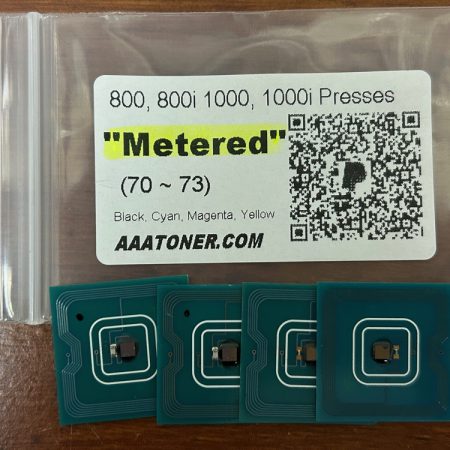 800, 800i 1000, 1000i Presses
"Metered"
(70 ~ 73)
Black, Cyan, Magenta, Yellow
AAATONER.COM